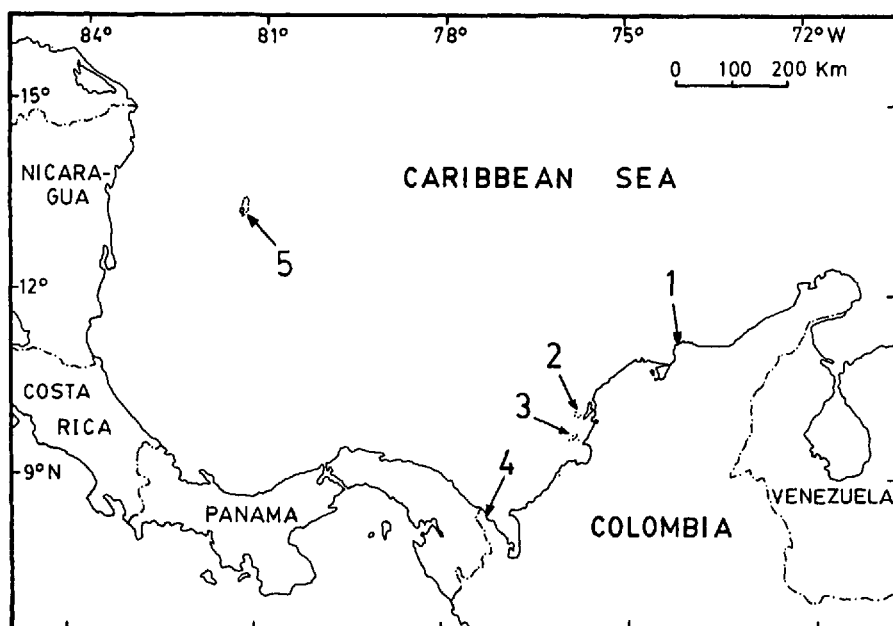 84° 81° 78° 75° 72°W
0 100 200 Km
15°
NICARA-
GUA
CARIBBEAN SEA
5
12°
1
2
COSTA
RICA
3
4
9°N
PANAMA
COLOMBIA
VENEZUELA